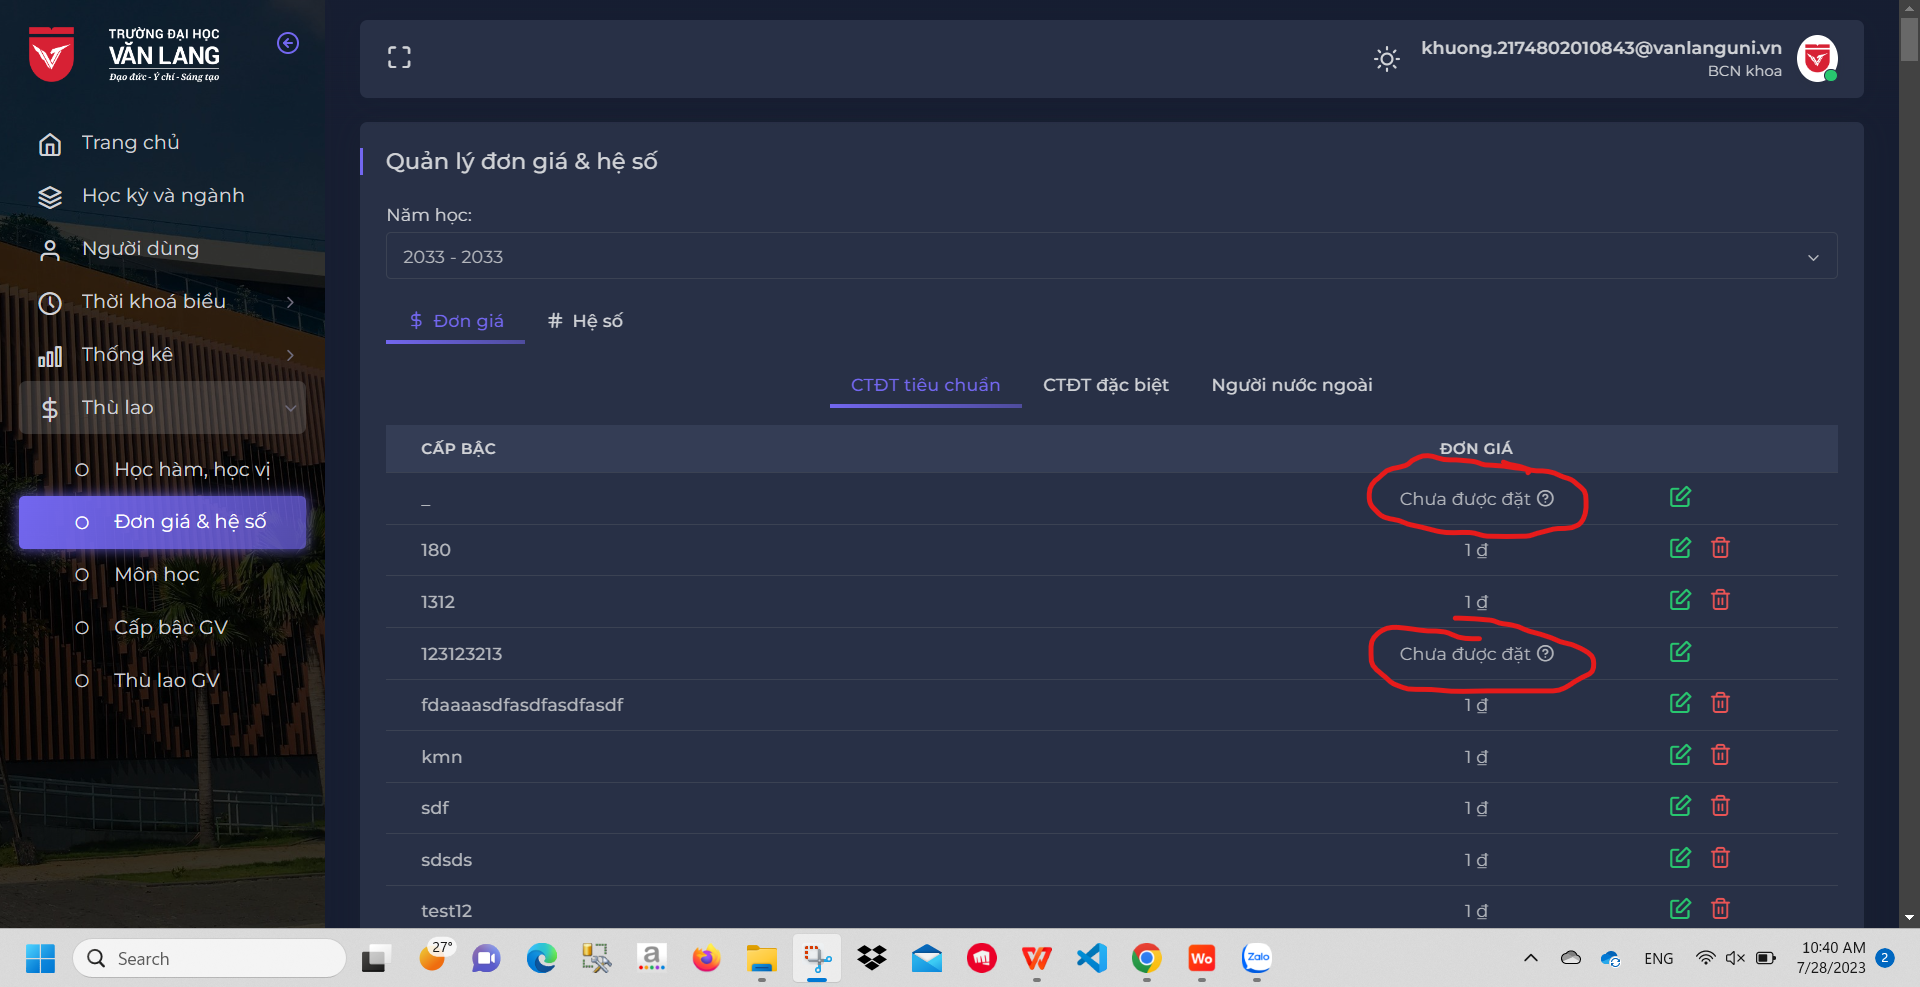 TRƯỜNG ĐẠI HỌC
VĂN LANG
Đạo đức - Ý chí - Sáng tạo
khuong.2174802010843@vanlanguni.vn
BCN khoa
Trang chủ
Học kỳ và ngành
Người dùng
Thời khoá biểu
Thống kê
Thù lao
Học hàm, học vị
Đơn giá & hệ số
Môn học
Cấp bậc GV
Thù lao GV
Quản lý đơn giá & hệ số
Năm học:
2033 - 2033
$ Đơn giá # Hệ số
CTĐT tiêu chuẩn CTĐT đặc biệt Người nước ngoài
CẤP BẬC ĐƠN GIÁ
_ Chưa được đặt
180 1 ₫
1312 1 ₫
123123213 Chưa được đặt
fdaaaasdfasdfasdfasdf 1 ₫
kmn 1 ₫
sdf 1 ₫
sdsds 1 ₫
test12 1 ₫
Search
27°
a
Wo
Zalo
ENG
10:40 AM
7/28/2023
2